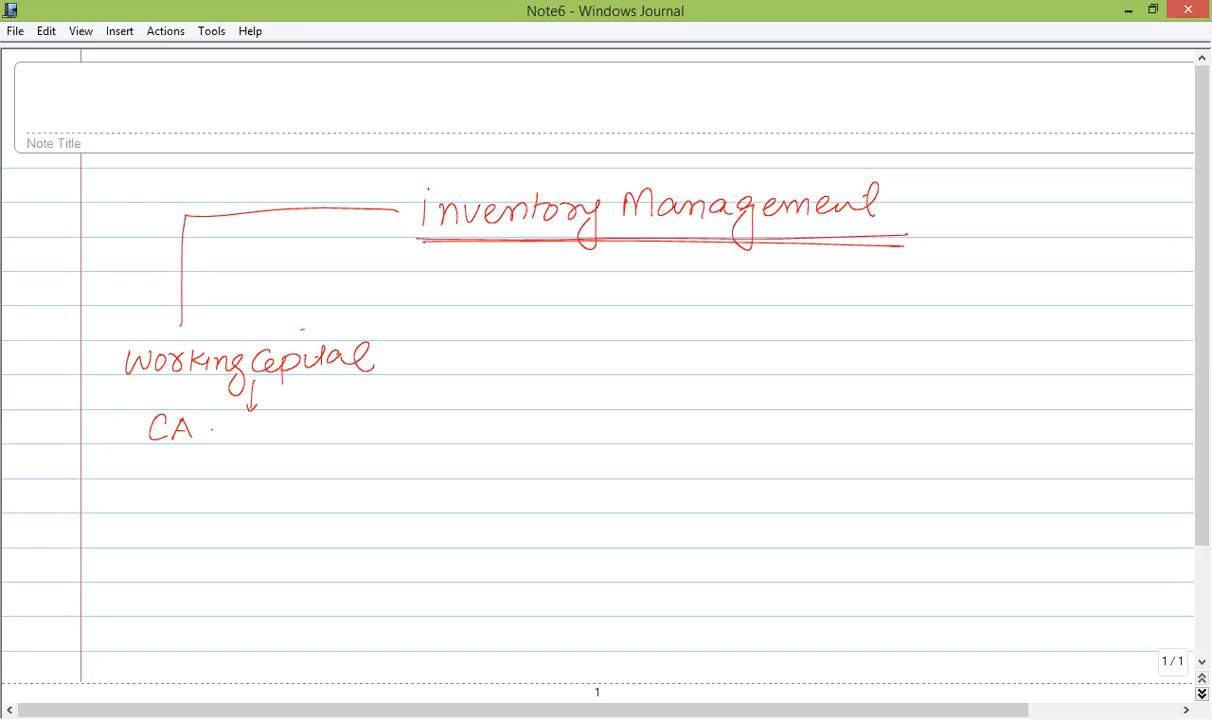 Note6 - Windows Journal
File Edit View Insert Actions Tools Help
Note Title
inventory Management
Working Capital
CA
1 / 1
1